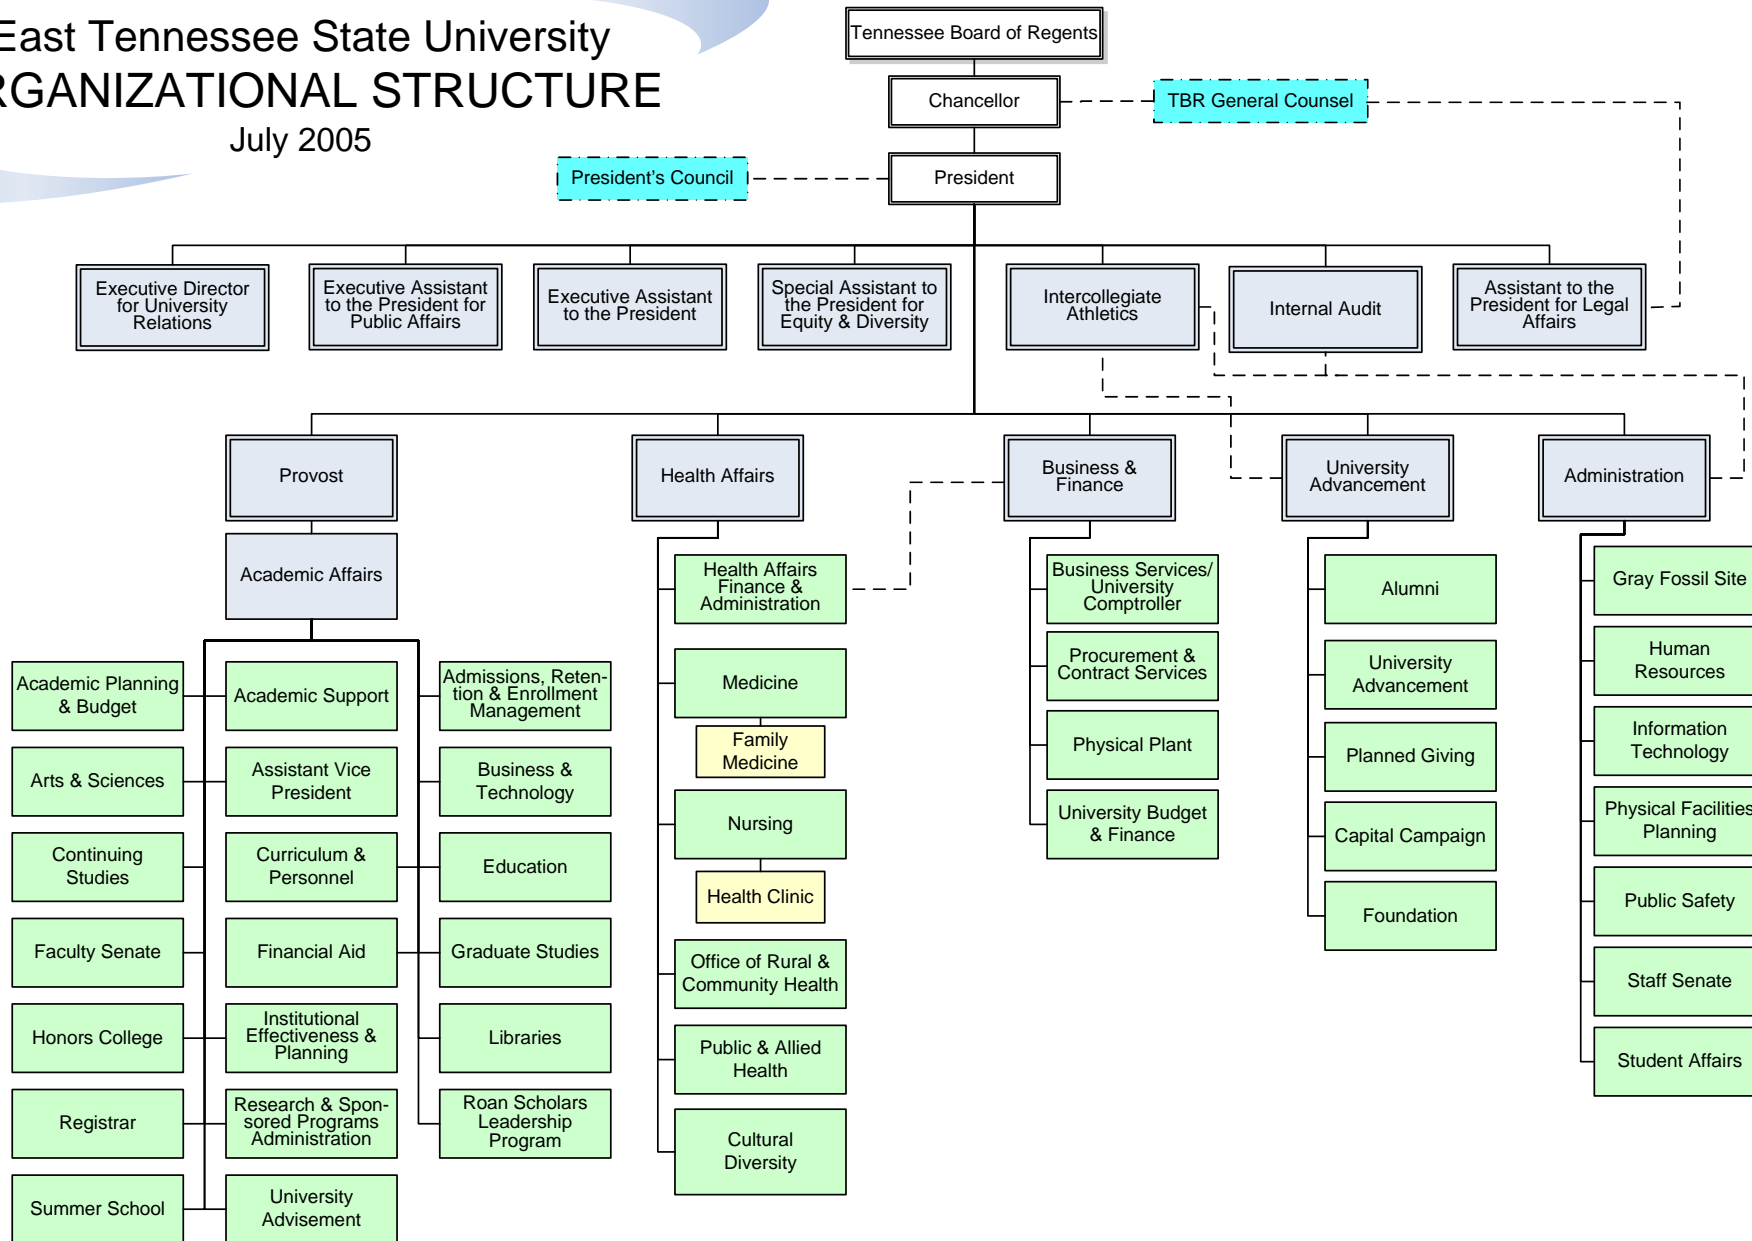 East Tennessee State University
RGANIZATIONAL STRUCTURE
July 2005
Tennessee Board of Regents
Chancellor
TBR General Counsel
President's Council
President
Executive Director
for University
Relations
Executive Assistant
to the President for
Public Affairs
Executive Assistant
to the President
Special Assistant to
the President for
Equity & Diversity
Intercollegiate
Athletics
Internal Audit
Assistant to the
President for Legal
Affairs
Provost
Health Affairs
Business &
Finance
University
Advancement
Administration
Academic Affairs
Academic Planning
& Budget
Academic Support
Admissions, Reten-
tion & Enrollment
Management
Arts & Sciences
Assistant Vice
President
Business &
Technology
Continuing
Studies
Curriculum &
Personnel
Education
Faculty Senate
Financial Aid
Graduate Studies
Honors College
Institutional
Effectiveness &
Planning
Libraries
Registrar
Research & Spon-
sored Programs
Administration
Roan Scholars
Leadership
Program
Summer School
University
Advisement
Health Affairs
Finance &
Administration
Medicine
Family
Medicine
Nursing
Health Clinic
Office of Rural &
Community Health
Public & Allied
Health
Cultural
Diversity
Business Services/
University
Comptroller
Procurement &
Contract Services
Physical Plant
University Budget
& Finance
Alumni
University
Advancement
Planned Giving
Capital Campaign
Foundation
Gray Fossil Site
Human
Resources
Information
Technology
Physical Facilities
Planning
Public Safety
Staff Senate
Student Affairs